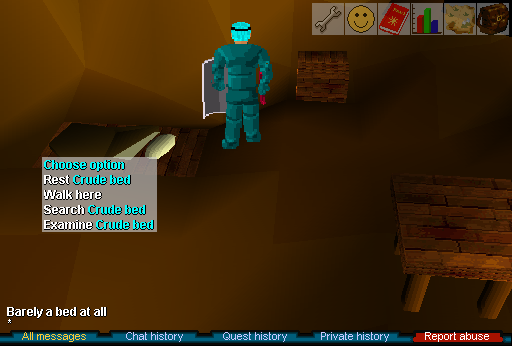 Choose option
Rest Crude bed
Walk here
Search Crude bed
Examine Crude bed
Barely a bed at all
*
All messages Chat history Quest history Private history Report abuse